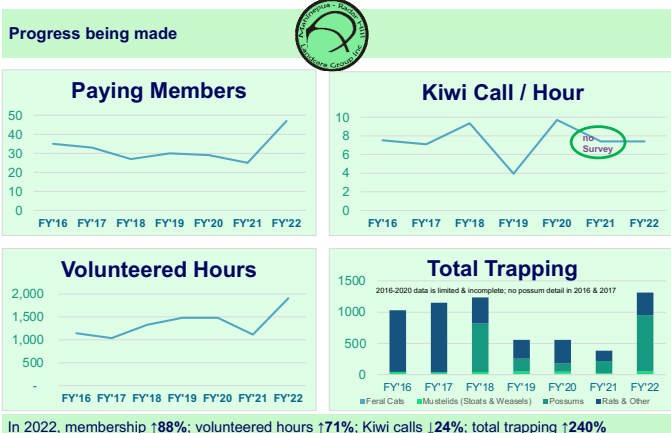 Progress being made
Landcare Group Inc
Paying Members
50
40
30
20
10
0
FY'16 FY'17 FY'18 FY'19 FY'20 FY'21 FY'22
Kiwi Call / Hour
10
8
6
4
2
0
no
Survey
FY'16 FY'17 FY'18 FY'19 FY'20 FY'21 FY'22
Volunteered Hours
2,000
1,500
1,000
500
-
FY'16 FY'17 FY'18 FY'19 FY'20 FY'21 FY'22
Total Trapping
2016-2020 data is limited & incomplete; no possum detail in 2016 & 2017
1500
1000
500
0
FY'16 FY'17 FY'18 FY'19 FY'20 FY'21 FY'22
Feral Cats Mustelids (Stoats & Weasels) Possums Rats & Other
In 2022, membership ↑88%; volunteered hours ↑71%; Kiwi calls ↓24%; total trapping ↑240%